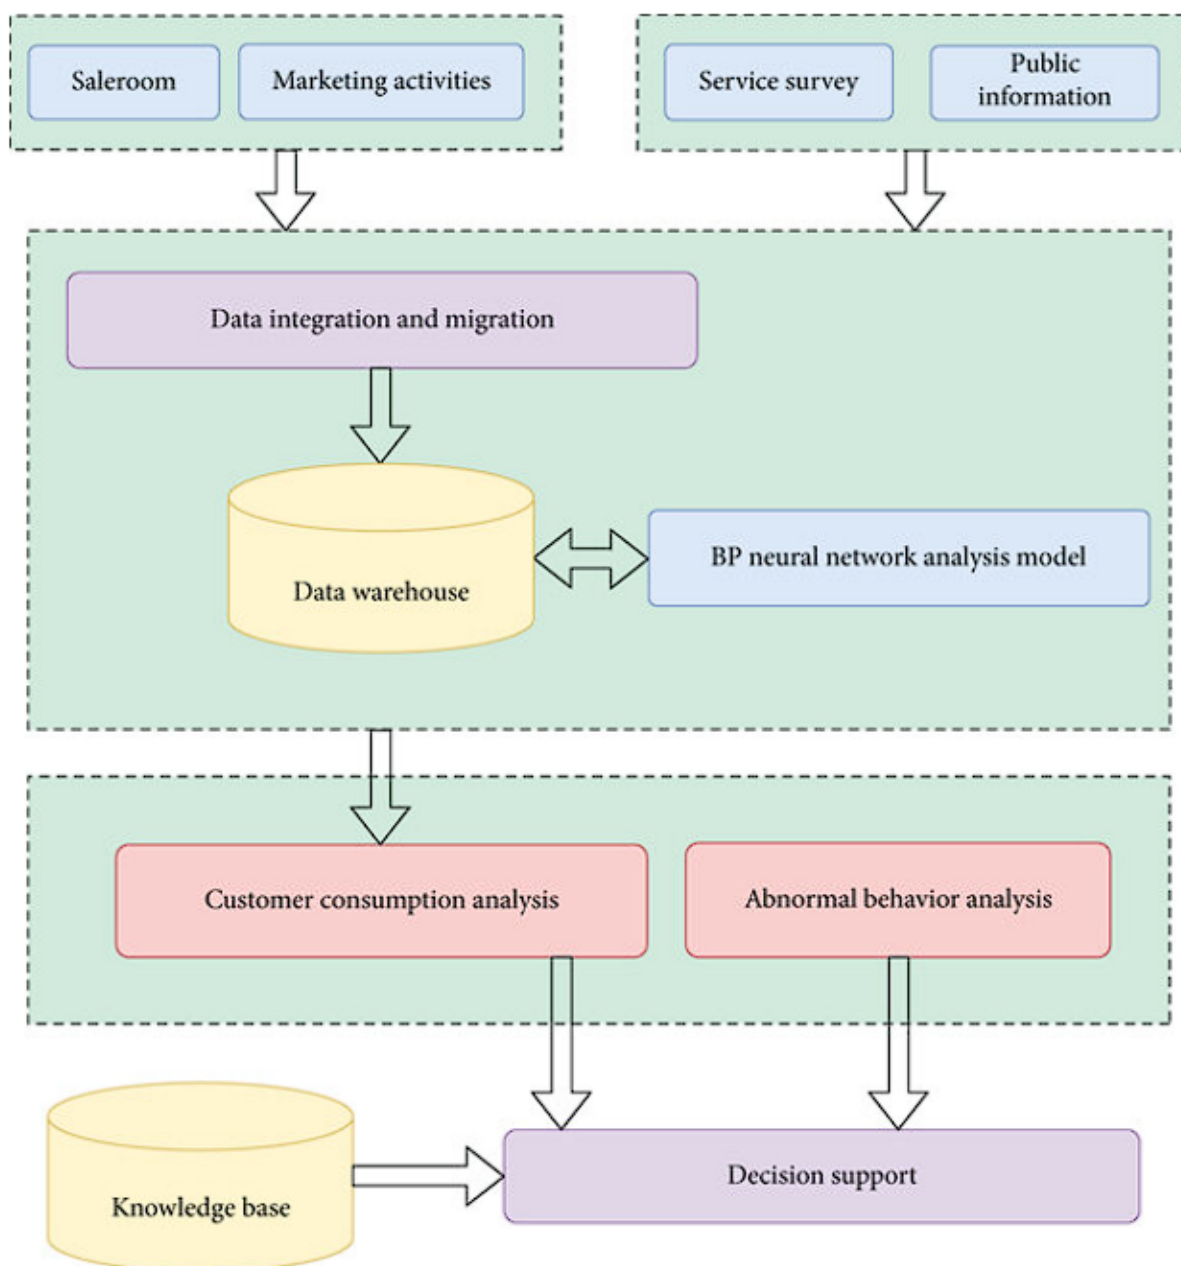 Saleroom
Marketing activities
Service survey
Public
information
Data integration and migration
Data warehouse
BP neural network analysis model
Customer consumption analysis
Abnormal behavior analysis
Knowledge base
Decision support